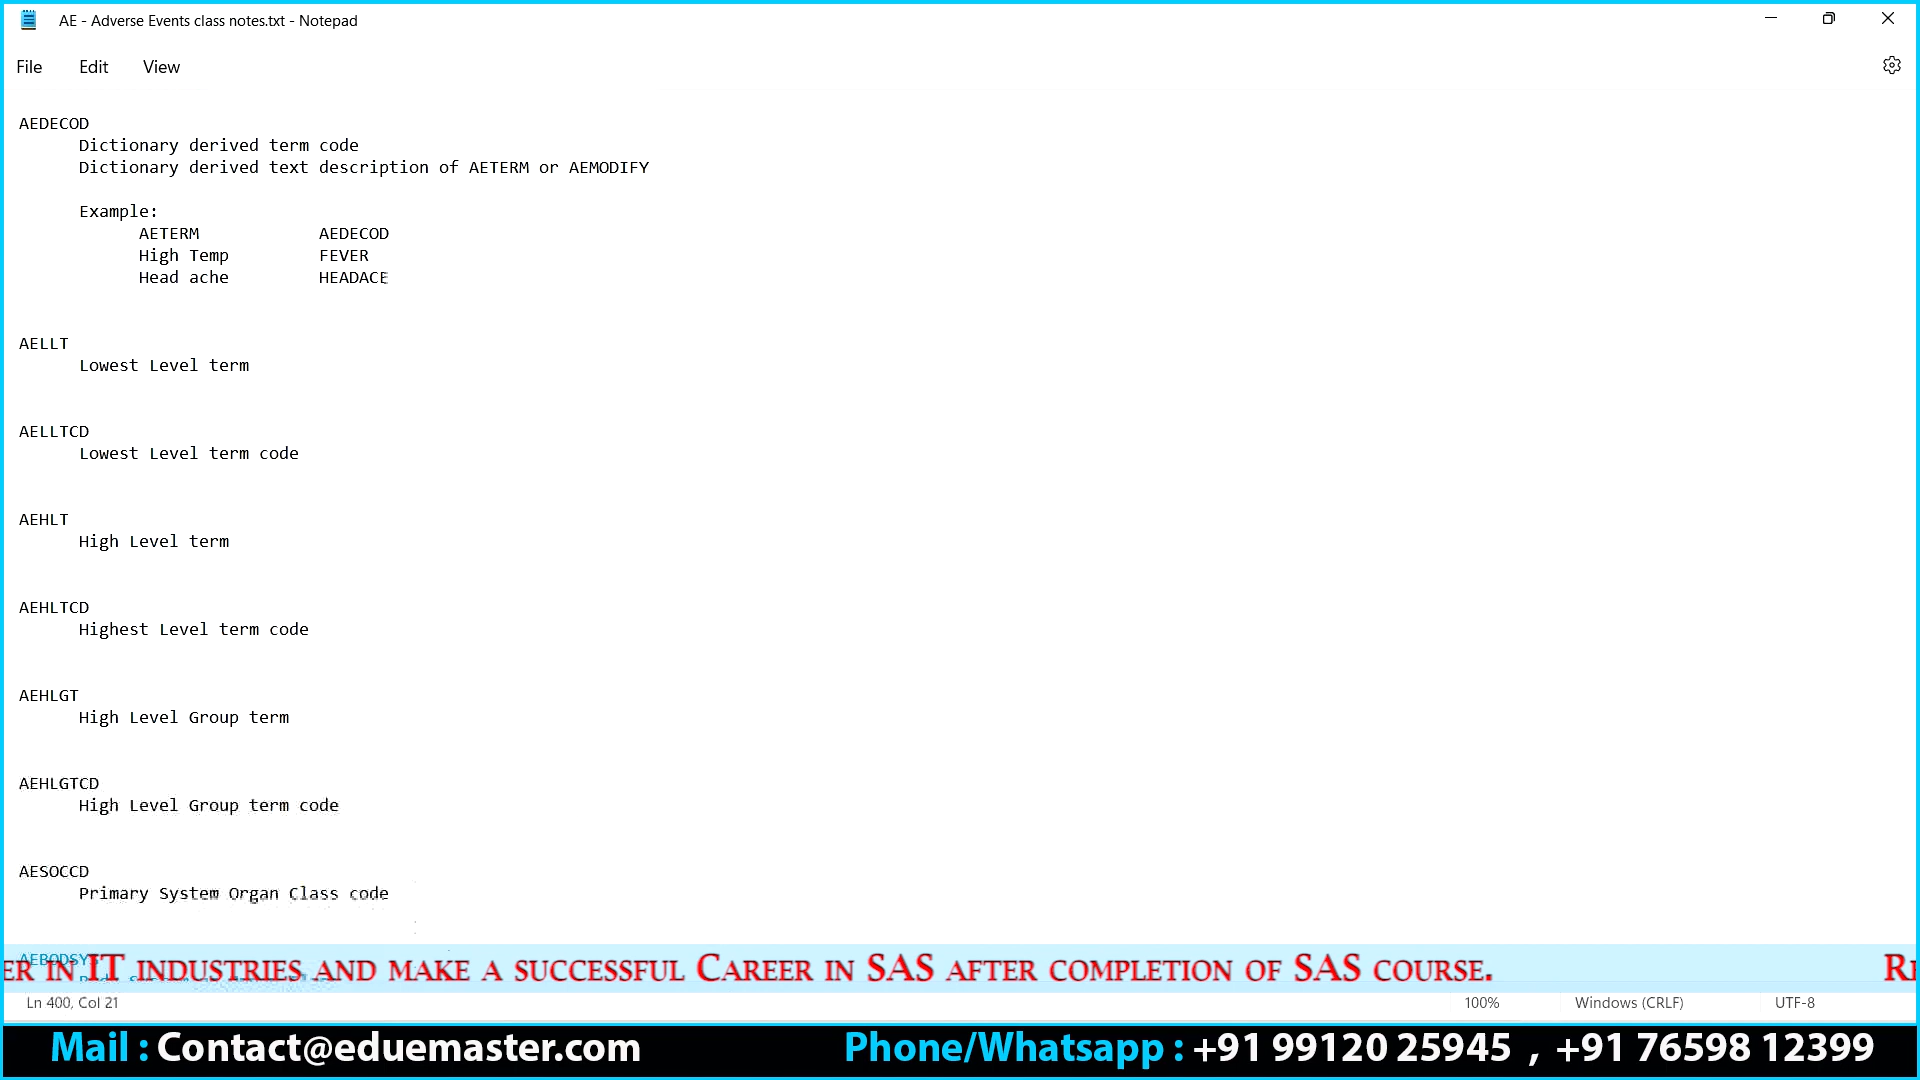 AE - Adverse Events class notes.txt - Notepad
File Edit View
AEDECOD
Dictionary derived term code
Dictionary derived text description of AETERM or AEMODIFY
Example:
AETERM AEDECOD
High Temp FEVER
Head ache HEADACE
AELLT
Lowest Level term
AELLTCD
Lowest Level term code
AEHLT
High Level term
AEHLTCD
Highest Level term code
AEHLGT
High Level Group term
AEHLGTCD
High Level Group term code
AESOCCD
Primary System Organ Class code
AEBODSYS
ER IN IT INDUSTRIES AND MAKE A SUCCESSFUL CAREER IN SAS AFTER COMPLETION OF SAS COURSE. RE
Ln 400, Col 21 100% Windows (CRLF) UTF-8
Mail : Contact@eduemaster.com Phone/Whatsapp : +91 99120 25945 , +91 76598 12399